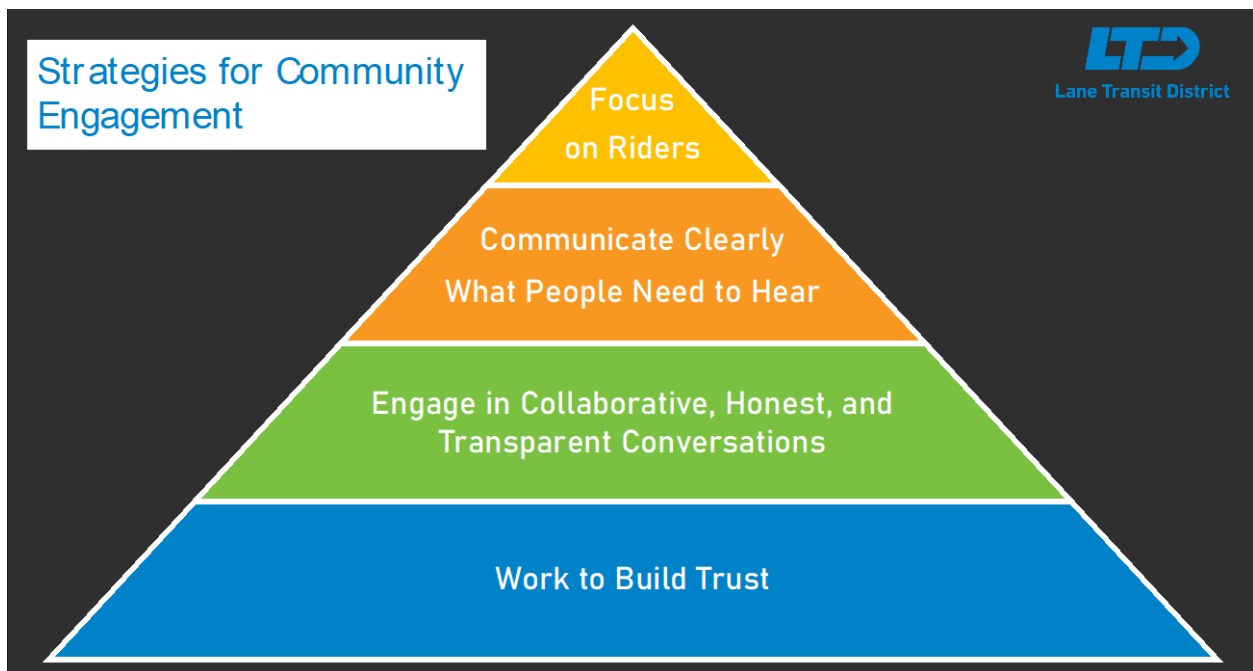 Strategies for Community
Engagement
LTD
Lane Transit District
Focus
on Riders
Communicate Clearly
What People Need to Hear
Engage in Collaborative, Honest, and
Transparent Conversations
Work to Build Trust